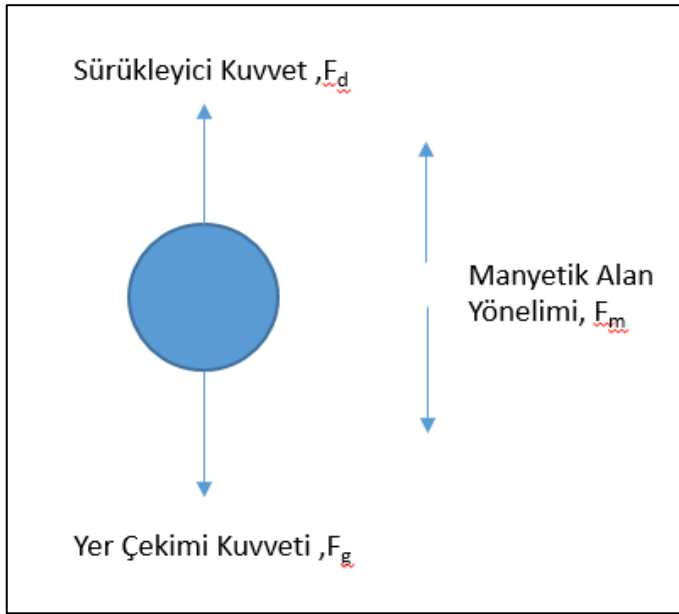 Sürükleyici Kuvvet ,Fd
Manyetik Alan
Yönelimi, Fm
Yer Çekimi Kuvveti ,Fg